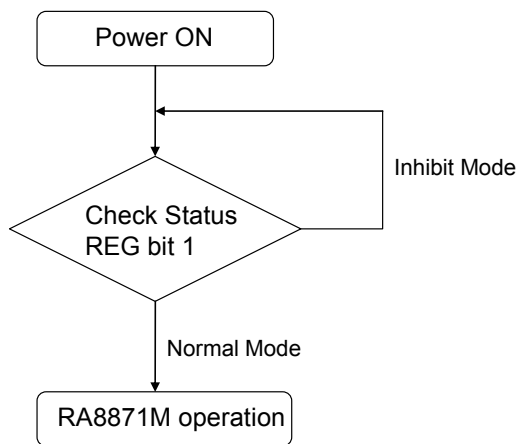 Power ON
Inhibit Mode
Check Status
REG bit 1
Normal Mode
RA8871M operation